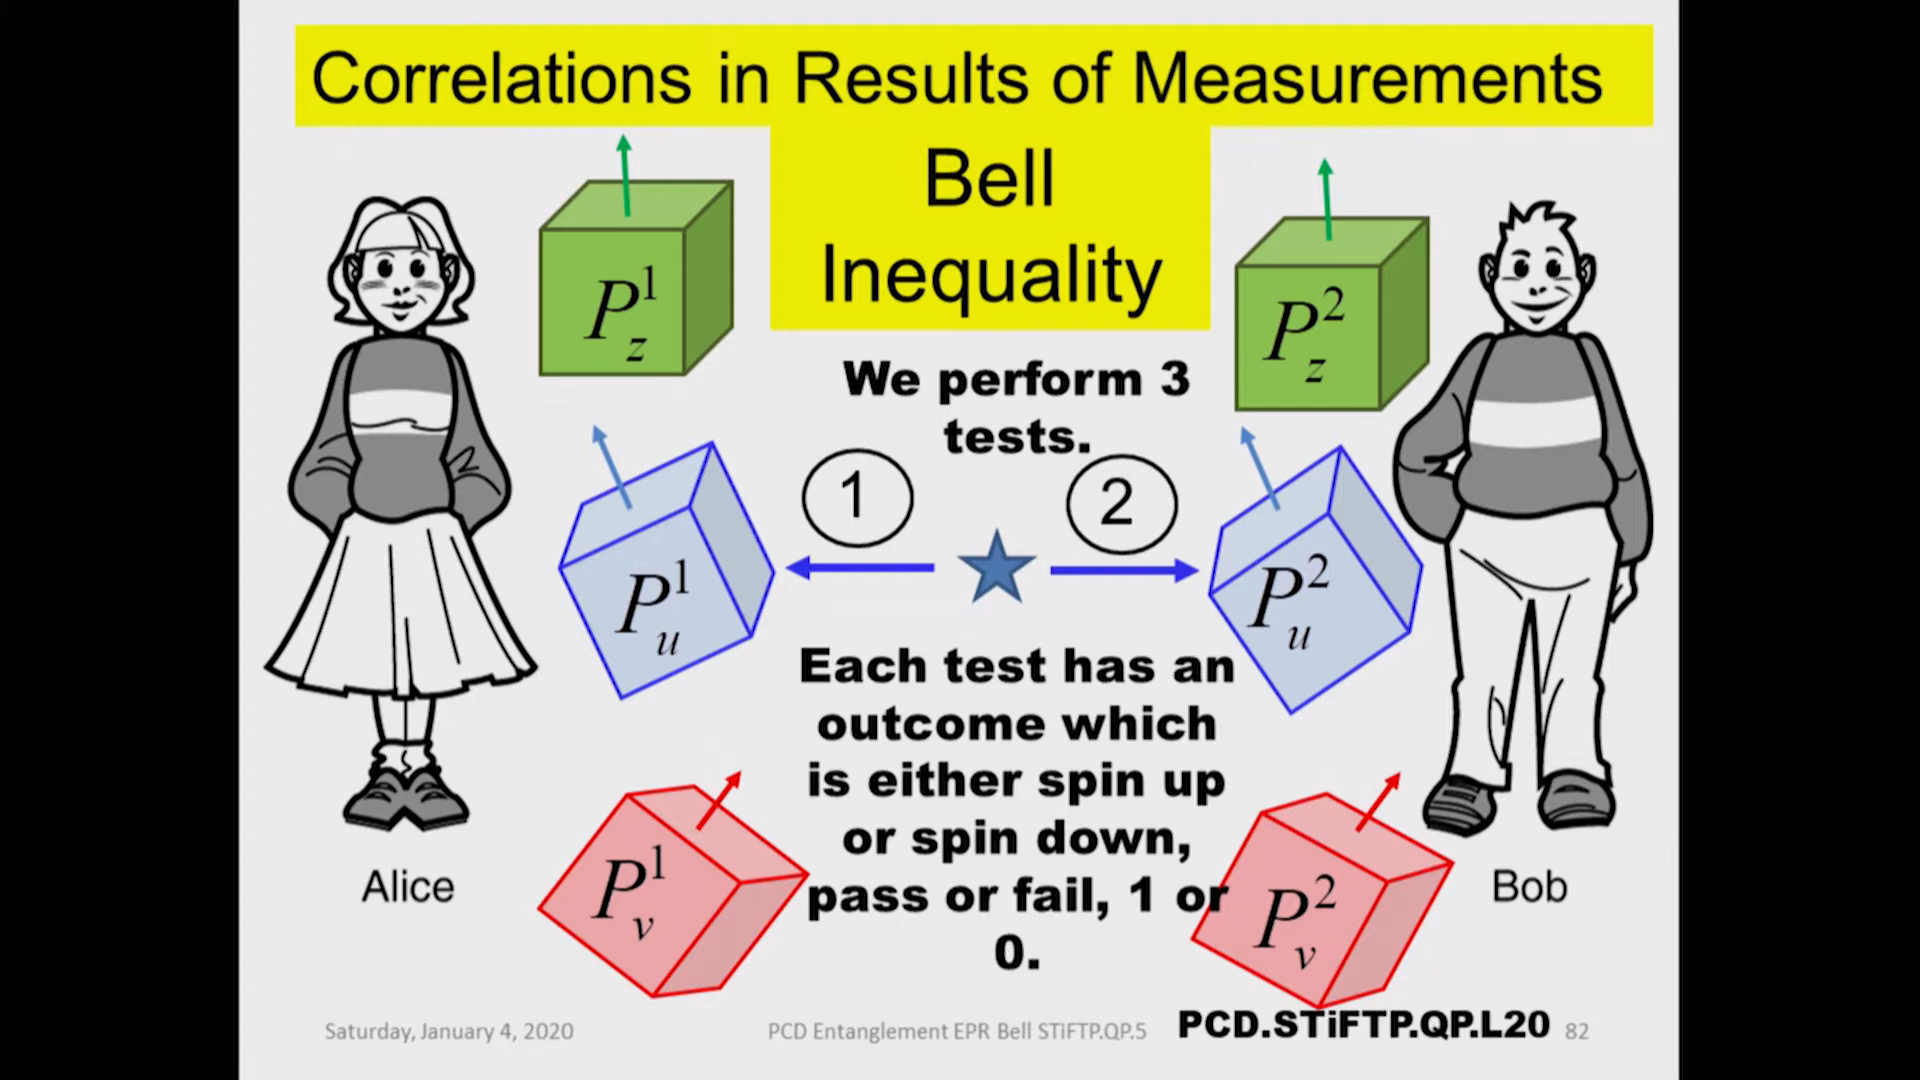 Correlations in Results of Measurements
Bell
Inequality
P_z^1
P_z^2
We perform 3
tests.
1
2
P_u^1
P_u^2
Each test has an
outcome which
is either spin up
or spin down,
pass or fail, 1 or
0.
P_v^1
P_v^2
Alice
Bob
Saturday, January 4, 2020
PCD Entanglement EPR Bell STiFTP.QP.5
PCD.STiFTP.QP.L20
82